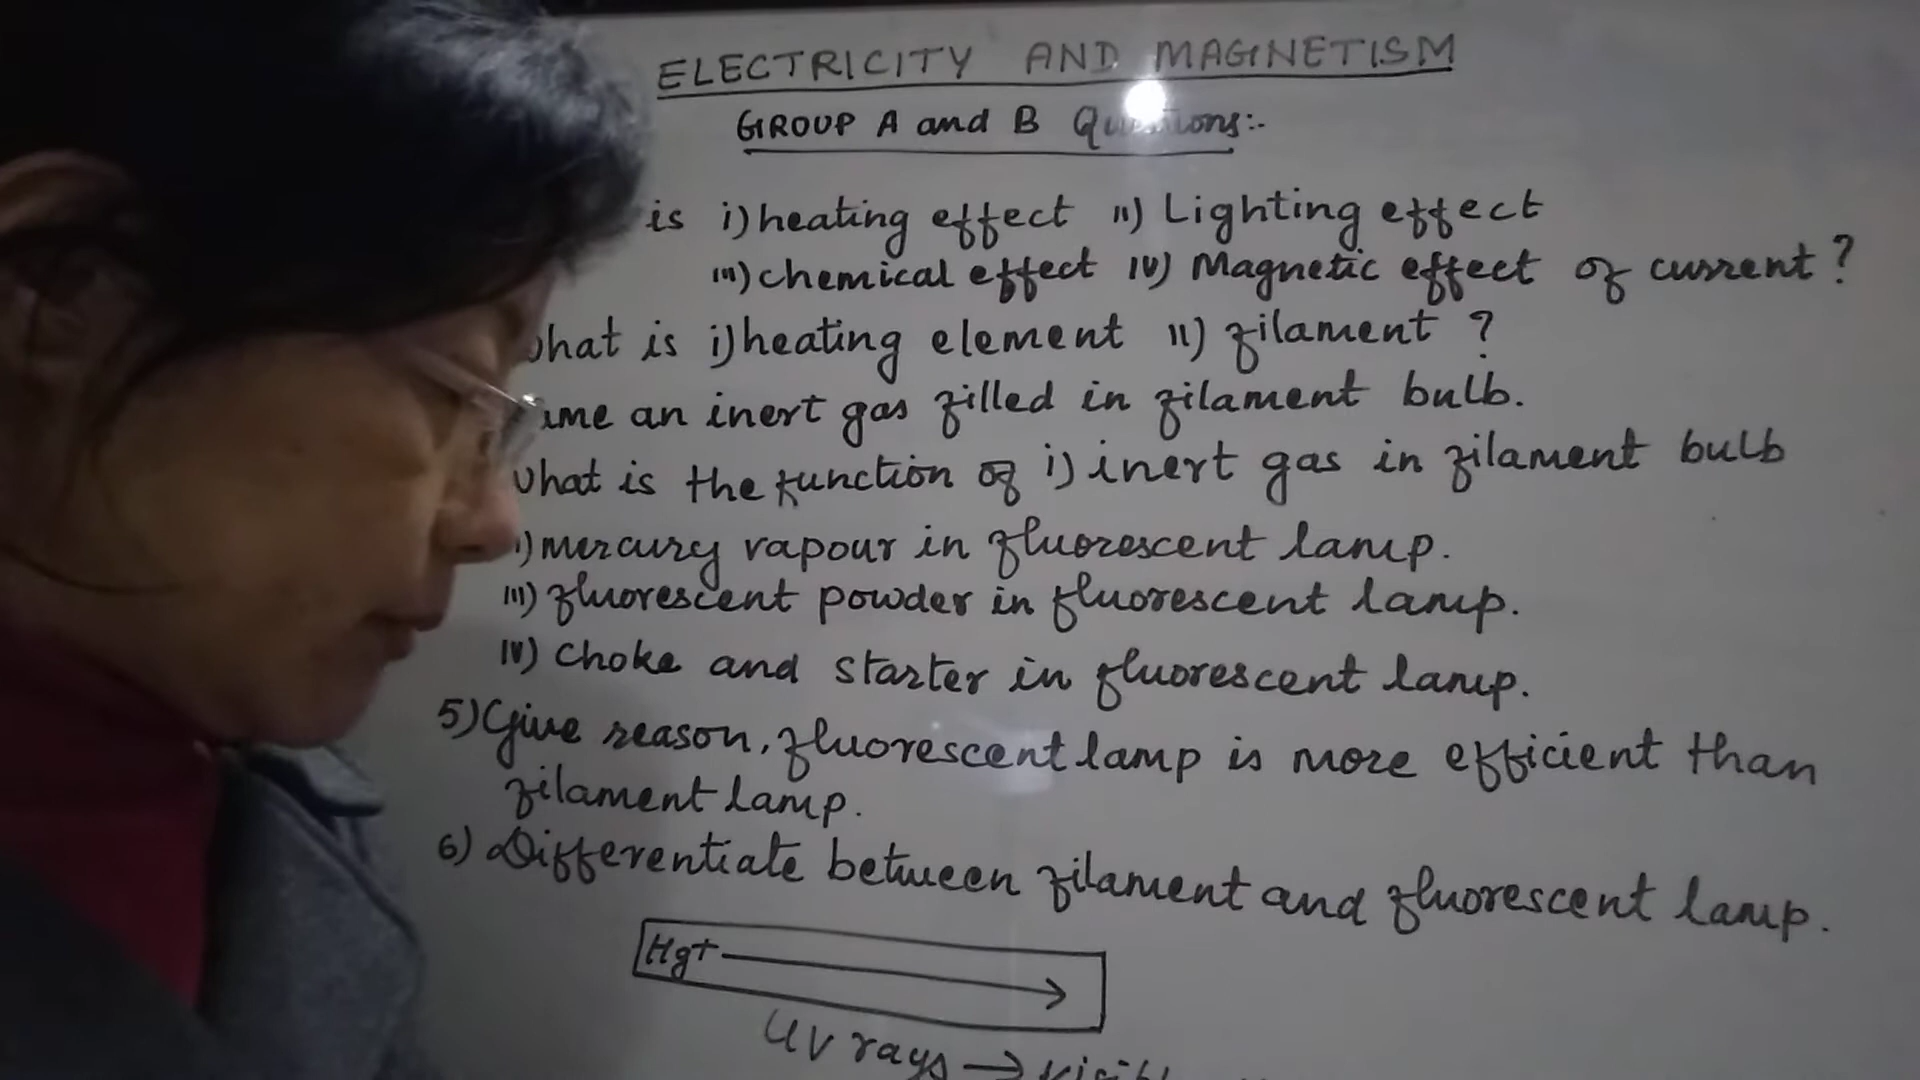 ELECTRICITY AND MAGNETISM
GROUP A and B Questions:-
is i) heating effect ii) Lighting effect
iii) chemical effect iv) Magnetic effect of current?
what is i) heating element ii) filament?
an inert gas filled in filament bulb.
what is the function of i) inert gas in filament bulb
mercury vapour in fluorescent lamp.
iii) fluorescent powder in fluorescent lamp.
iv) choke and starter in fluorescent lamp.
5) Give reason, fluorescent lamp is more efficient than
filament lamp.
6) Differentiate between filament and fluorescent lamp.
Hg+
UV rays →